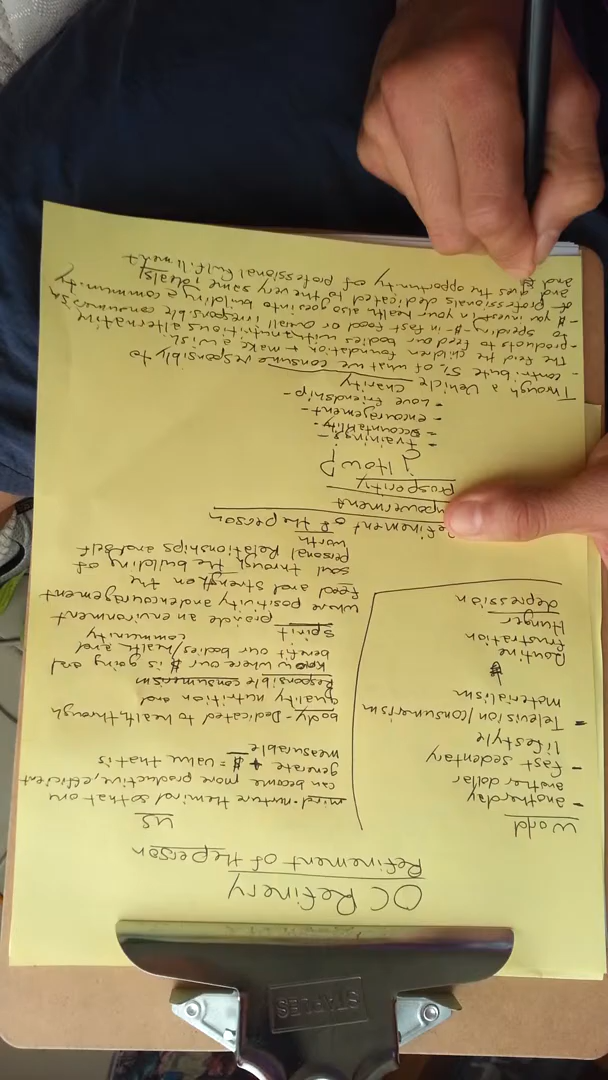 STAPLES
OC Refinery
Refinement of the person
World
- another day
another dollar
- fast sedentary
lifestyle
= Television/consumerism
materialism
$
Routine
frustration
Hunger
depression
US
mind - nurture the mind so that one
can become more productive, efficient
generate + $ = value that is
measurable
body - Dedicated to health through
quality nutrition and
Responsible consumerism
Know where our $ is going and
benefit our bodies/health and
community
spirit
provide an environment
where positivity and encouragement
feed and strengthen the
soul through the building of
Personal Relationships and self
worth
Refinement of the person
mpowerment
prosperity
¿How?
- trainings -
- accountability -
- encouragement -
- Love friendship -
Through a Vehicle Charity
- contribute 5% of what we consume responsibly to
The feed the children foundation + make a wish.
- products to feed our bodies with nutritious alternativ
to spending $ in fast food or overall irresponsible consumerism
- $ you invest in your health also goes into building a community
of professionals dedicated to the very same ideals
and gives the opportunity of professional fulfillment
and